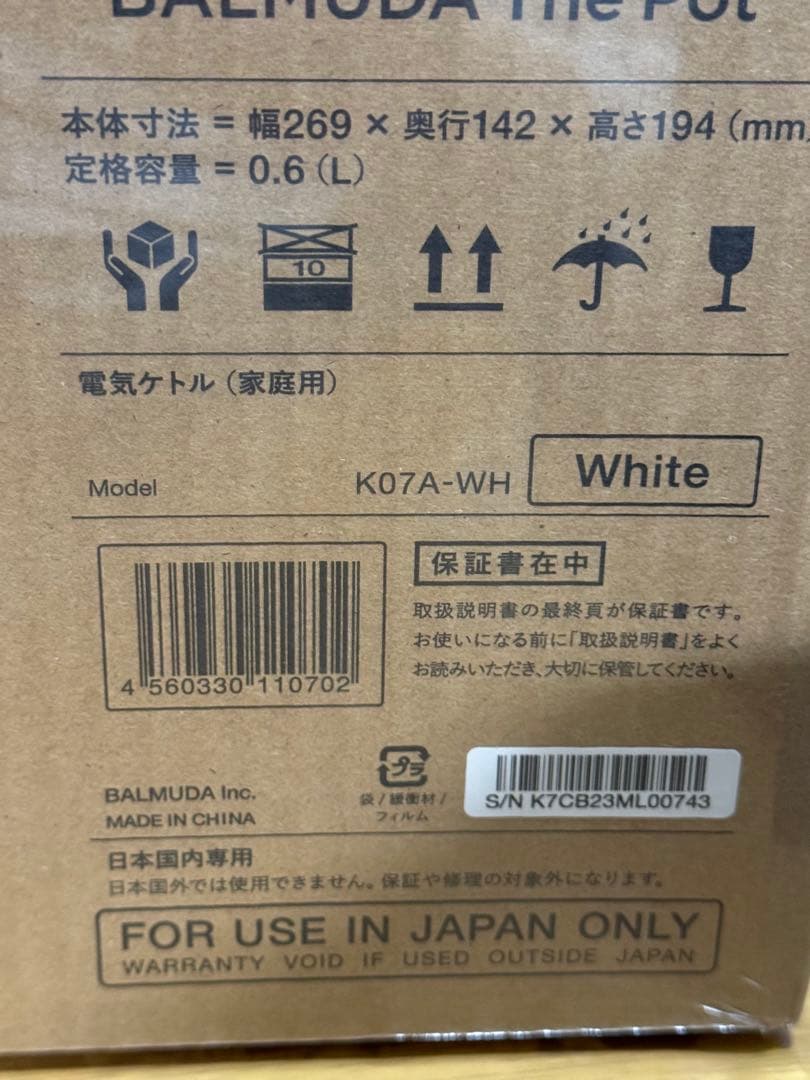 BALMUDA The Pot
本体寸法 = 幅269 × 奥行142 × 高さ194 (mm)
定格容量 = 0.6 (L)
10
電気ケトル (家庭用)
Model K07A-WH White
保証書在中
取扱説明書の最終頁が保証書です。
お使いになる前に「取扱説明書」をよく
お読みいただき、大切に保管してください。
4 560330 110702
プラ
袋 / 緩衝材 /
フィルム
S/N K7CB23ML00743
BALMUDA Inc.
MADE IN CHINA
日本国内専用
日本国外では使用できません。保証や修理の対象外になります。
FOR USE IN JAPAN ONLY
WARRANTY VOID IF USED OUTSIDE JAPAN